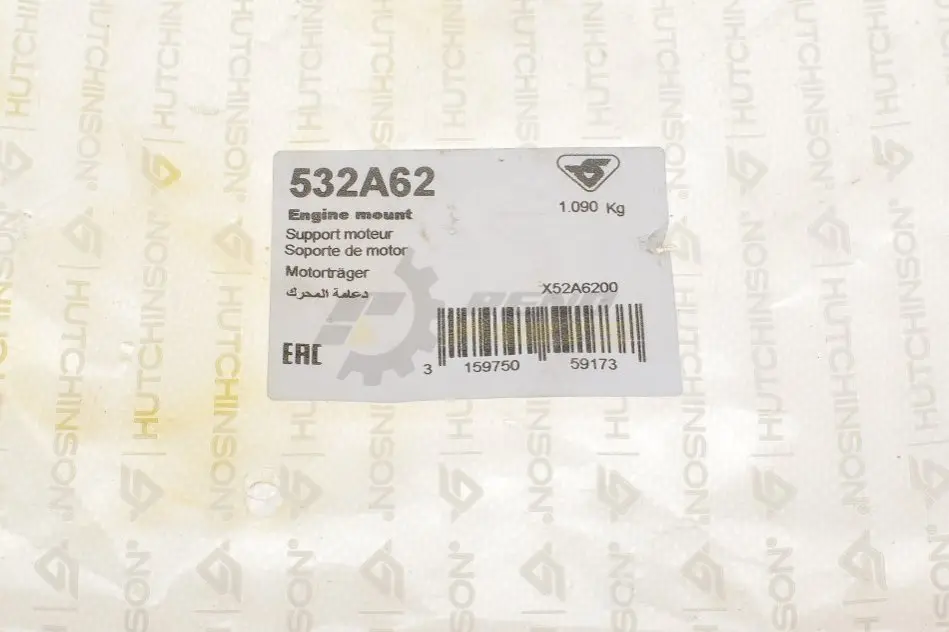 532A62
1.090 Kg
Engine mount
Support moteur
Soporte de motor
Motorträger
دعامة المحرك
X52A6200
EAC
3 159750 59173
HUTCHINSON®